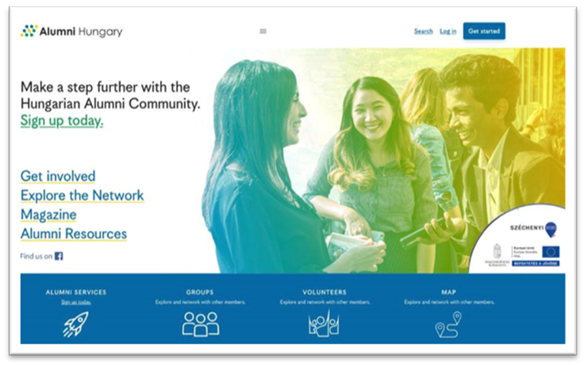 Alumni Hungary
Search Log in Get started
Make a step further with the
Hungarian Alumni Community.
Sign up today.
Get involved
Explore the Network
Magazine
Alumni Resources
Find us on
SZÉCHENYI
BEFEKTETÉS A JÖVŐBE
ALUMNI SERVICES
Sign up today.
GROUPS
Explore and network with other members.
VOLUNTEERS
Explore and network with other members.
MAP
Explore and network with other members.